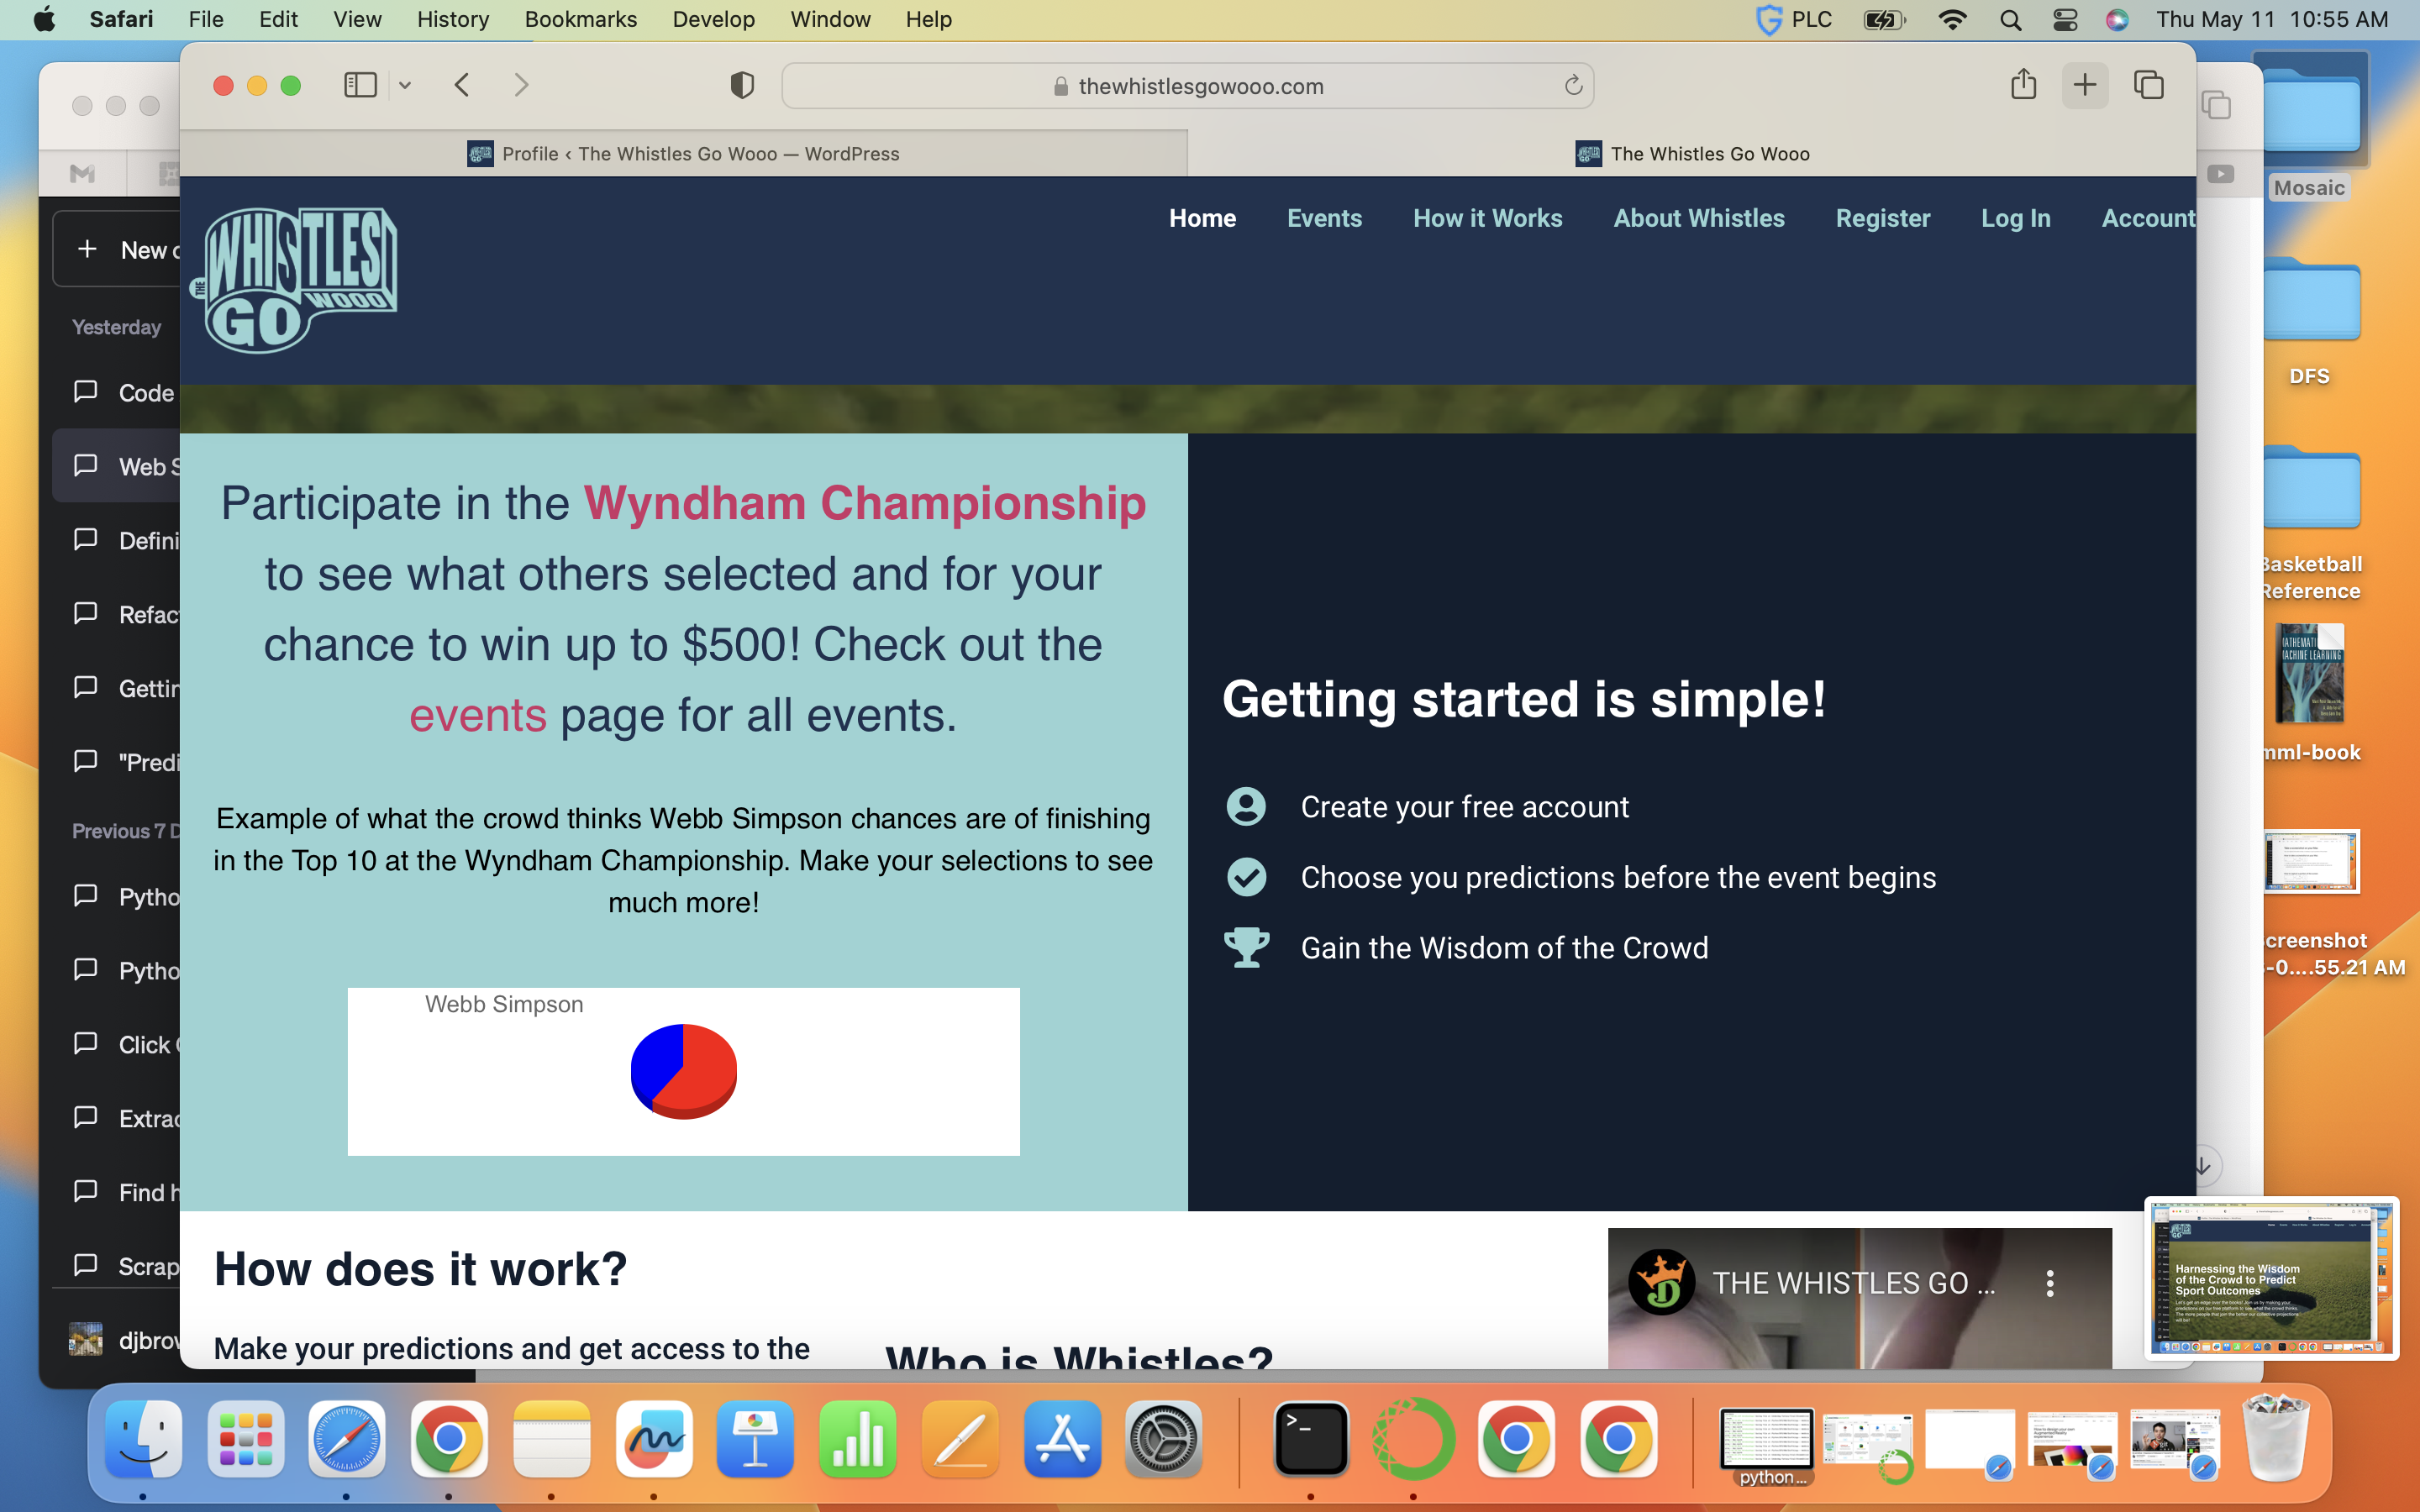 Safari File Edit View History Bookmarks Develop Window Help PLC Thu May 11 10:55 AM
thewhistlesgowooo.com
Profile ‹ The Whistles Go Wooo — WordPress
The Whistles Go Wooo
Mosaic
DFS
Basketball
Reference
mml-book
Screenshot
-0....55.21 AM
New c
Yesterday
Code
Web S
Defini
Refac
Gettin
"Predi
Previous 7 D
Pytho
Pytho
Click
Extrac
Find h
Scrap
djbrow
THE WHISTLES GO WOOO
Home Events How it Works About Whistles Register Log In Account
Participate in the Wyndham Championship
to see what others selected and for your
chance to win up to $500! Check out the
events page for all events.
Example of what the crowd thinks Webb Simpson chances are of finishing
in the Top 10 at the Wyndham Championship. Make your selections to see
much more!
Webb Simpson
Getting started is simple!
Create your free account
Choose you predictions before the event begins
Gain the Wisdom of the Crowd
How does it work?
Make your predictions and get access to the
Who is Whistles?
THE WHISTLES GO ...
Harnessing the Wisdom
of the Crowd to Predict
Sport Outcomes
python ...